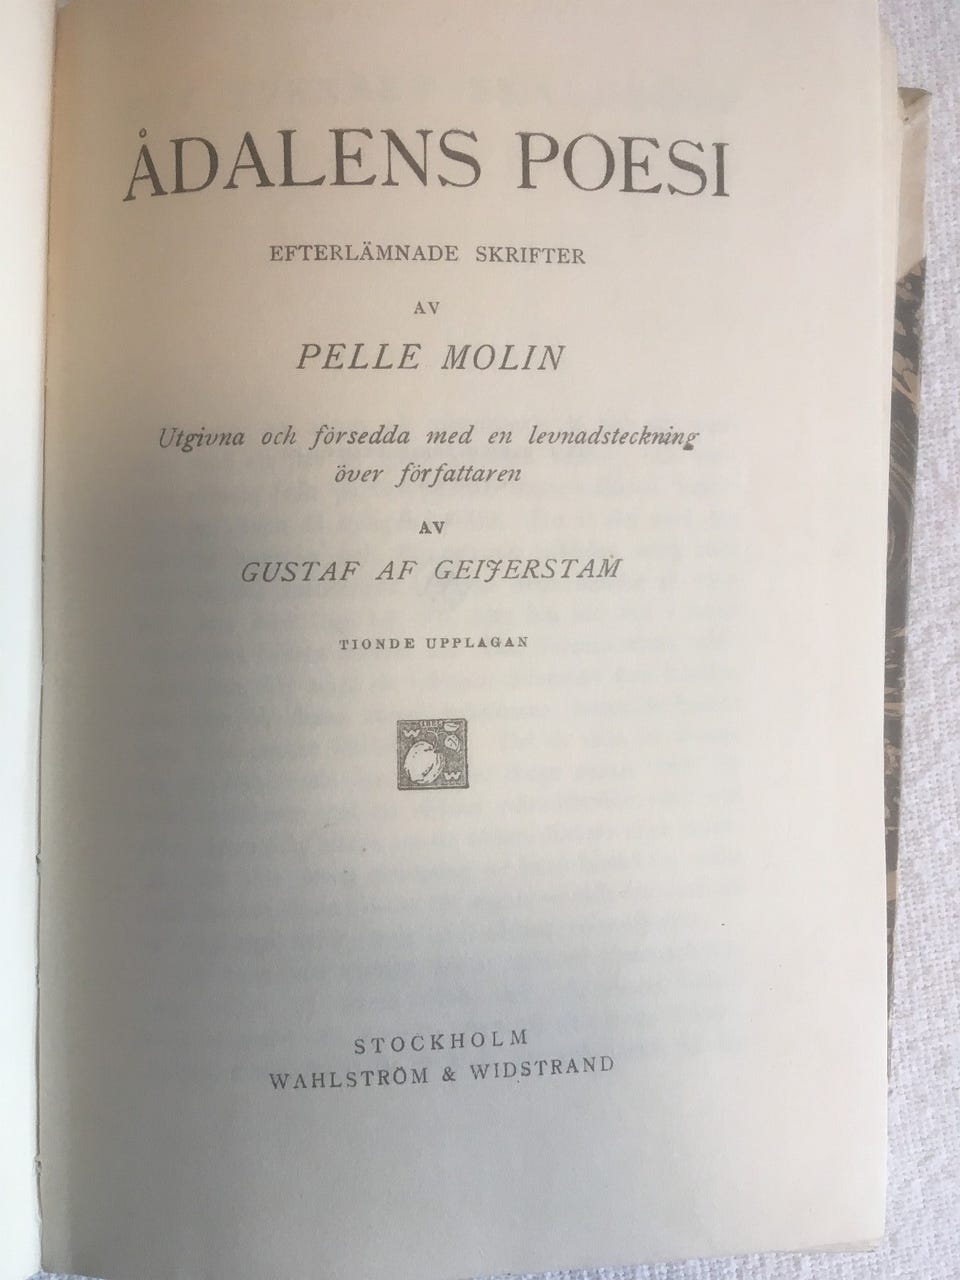 ÅDALENS POESI
EFTERLÄMNADE SKRIFTER
AV
PELLE MOLIN
Utgivna och försedda med en levnadsteckning
över författaren
AV
GUSTAF AF GEIJERSTAM
TIONDE UPPLAGAN
W
W
STOCKHOLM
WAHLSTRÖM & WIDSTRAND